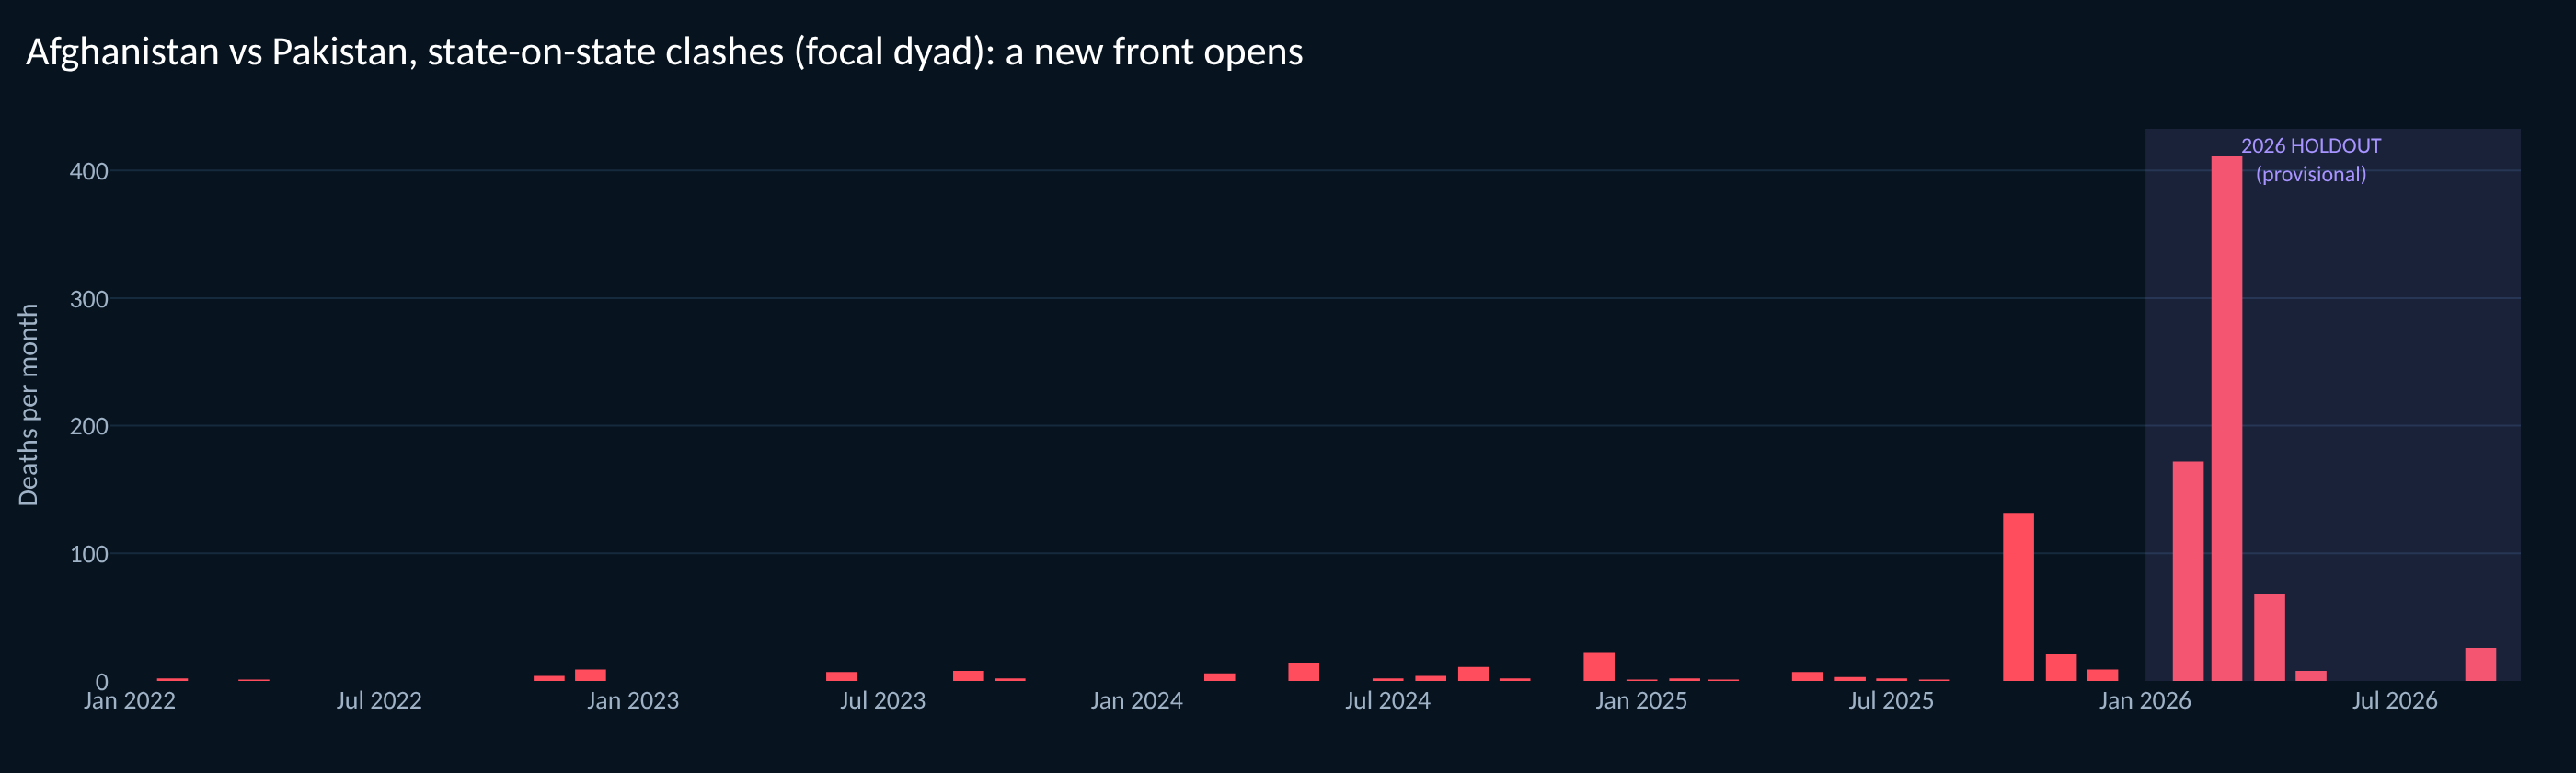 Afghanistan vs Pakistan, state-on-state clashes (focal dyad): a new front opens
2026 HOLDOUT
(provisional)
Deaths per month
400
300
200
100
0
Jan 2022
Jul 2022
Jan 2023
Jul 2023
Jan 2024
Jul 2024
Jan 2025
Jul 2025
Jan 2026
Jul 2026